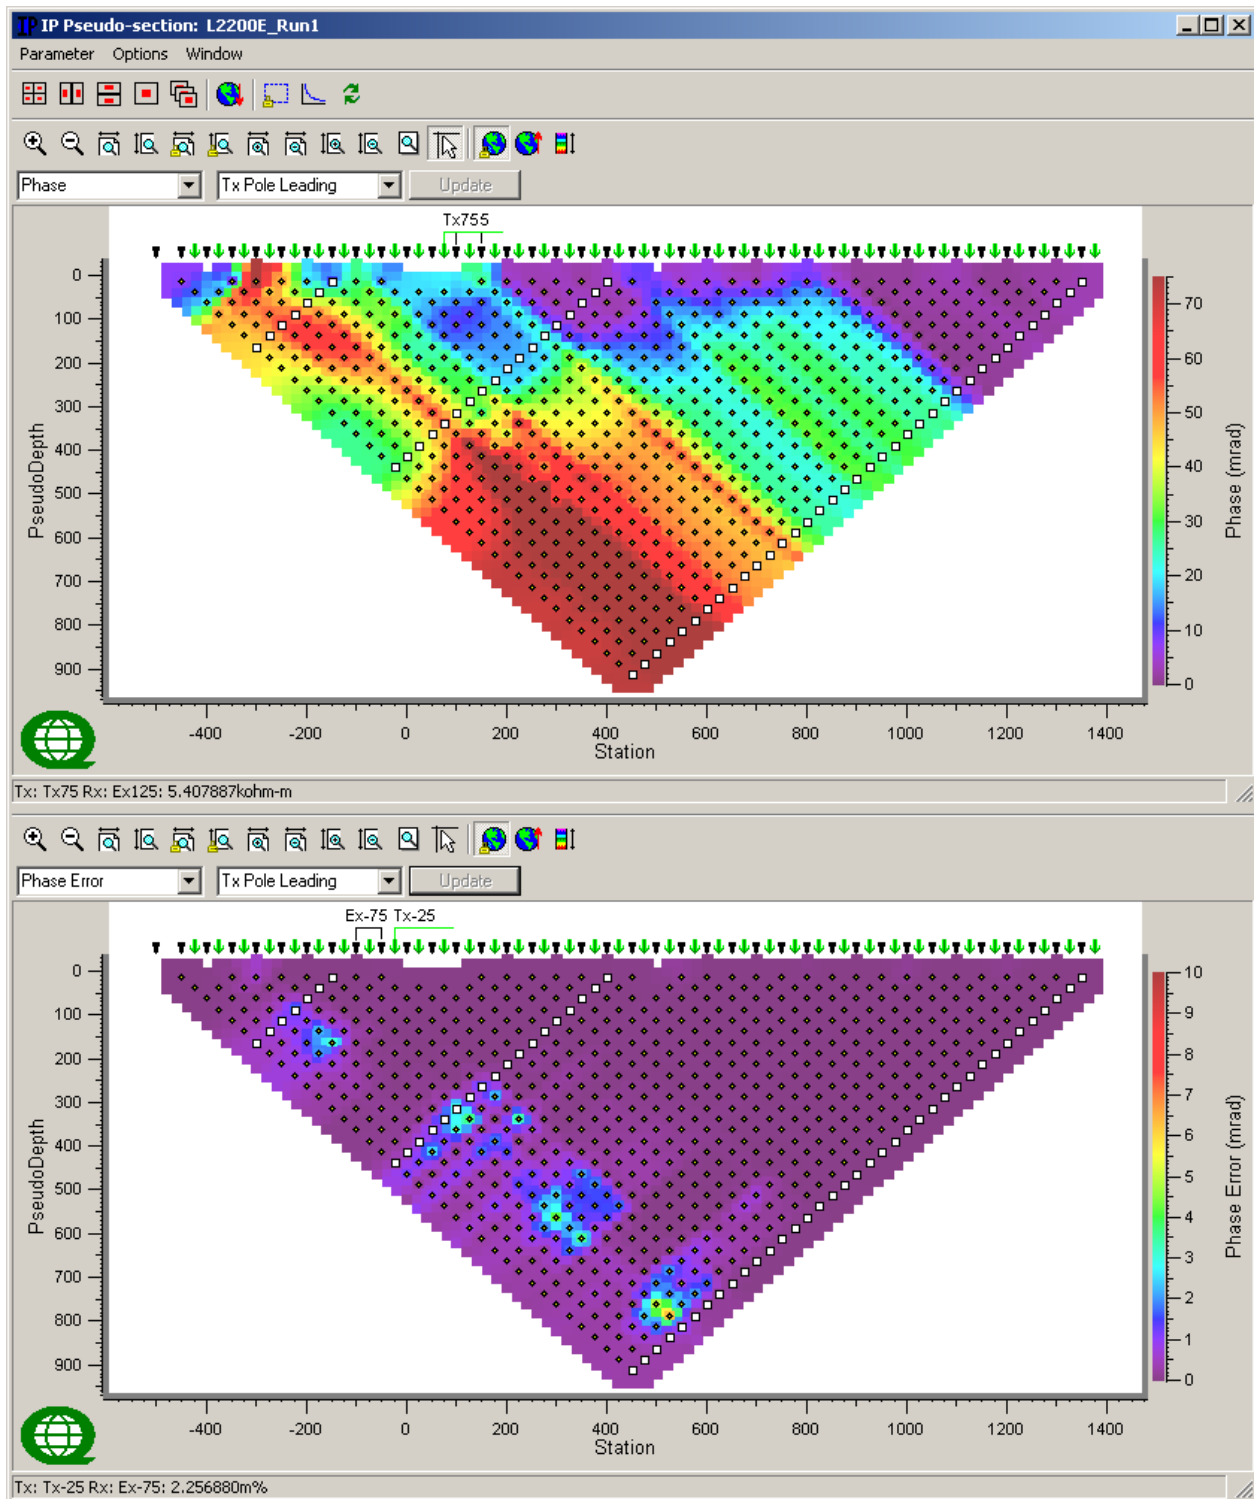 IP Pseudo-section: L2200E_Run1
Parameter Options Window
Phase Tx Pole Leading Update
Tx755
0
100
200
300
400
500
600
700
800
900
PseudoDepth
70
60
50
40
30
20
10
0
Phase (mrad)
-400 -200 0 200 400 600 800 1000 1200 1400
Station
Tx: Tx75 Rx: Ex125: 5.407887kohm-m
Phase Error Tx Pole Leading Update
Ex-75 Tx-25
0
100
200
300
400
500
600
700
800
900
PseudoDepth
10
9
8
7
6
5
4
3
2
1
0
Phase Error (mrad)
-400 -200 0 200 400 600 800 1000 1200 1400
Station
Tx: Tx-25 Rx: Ex-75: 2.256880m%